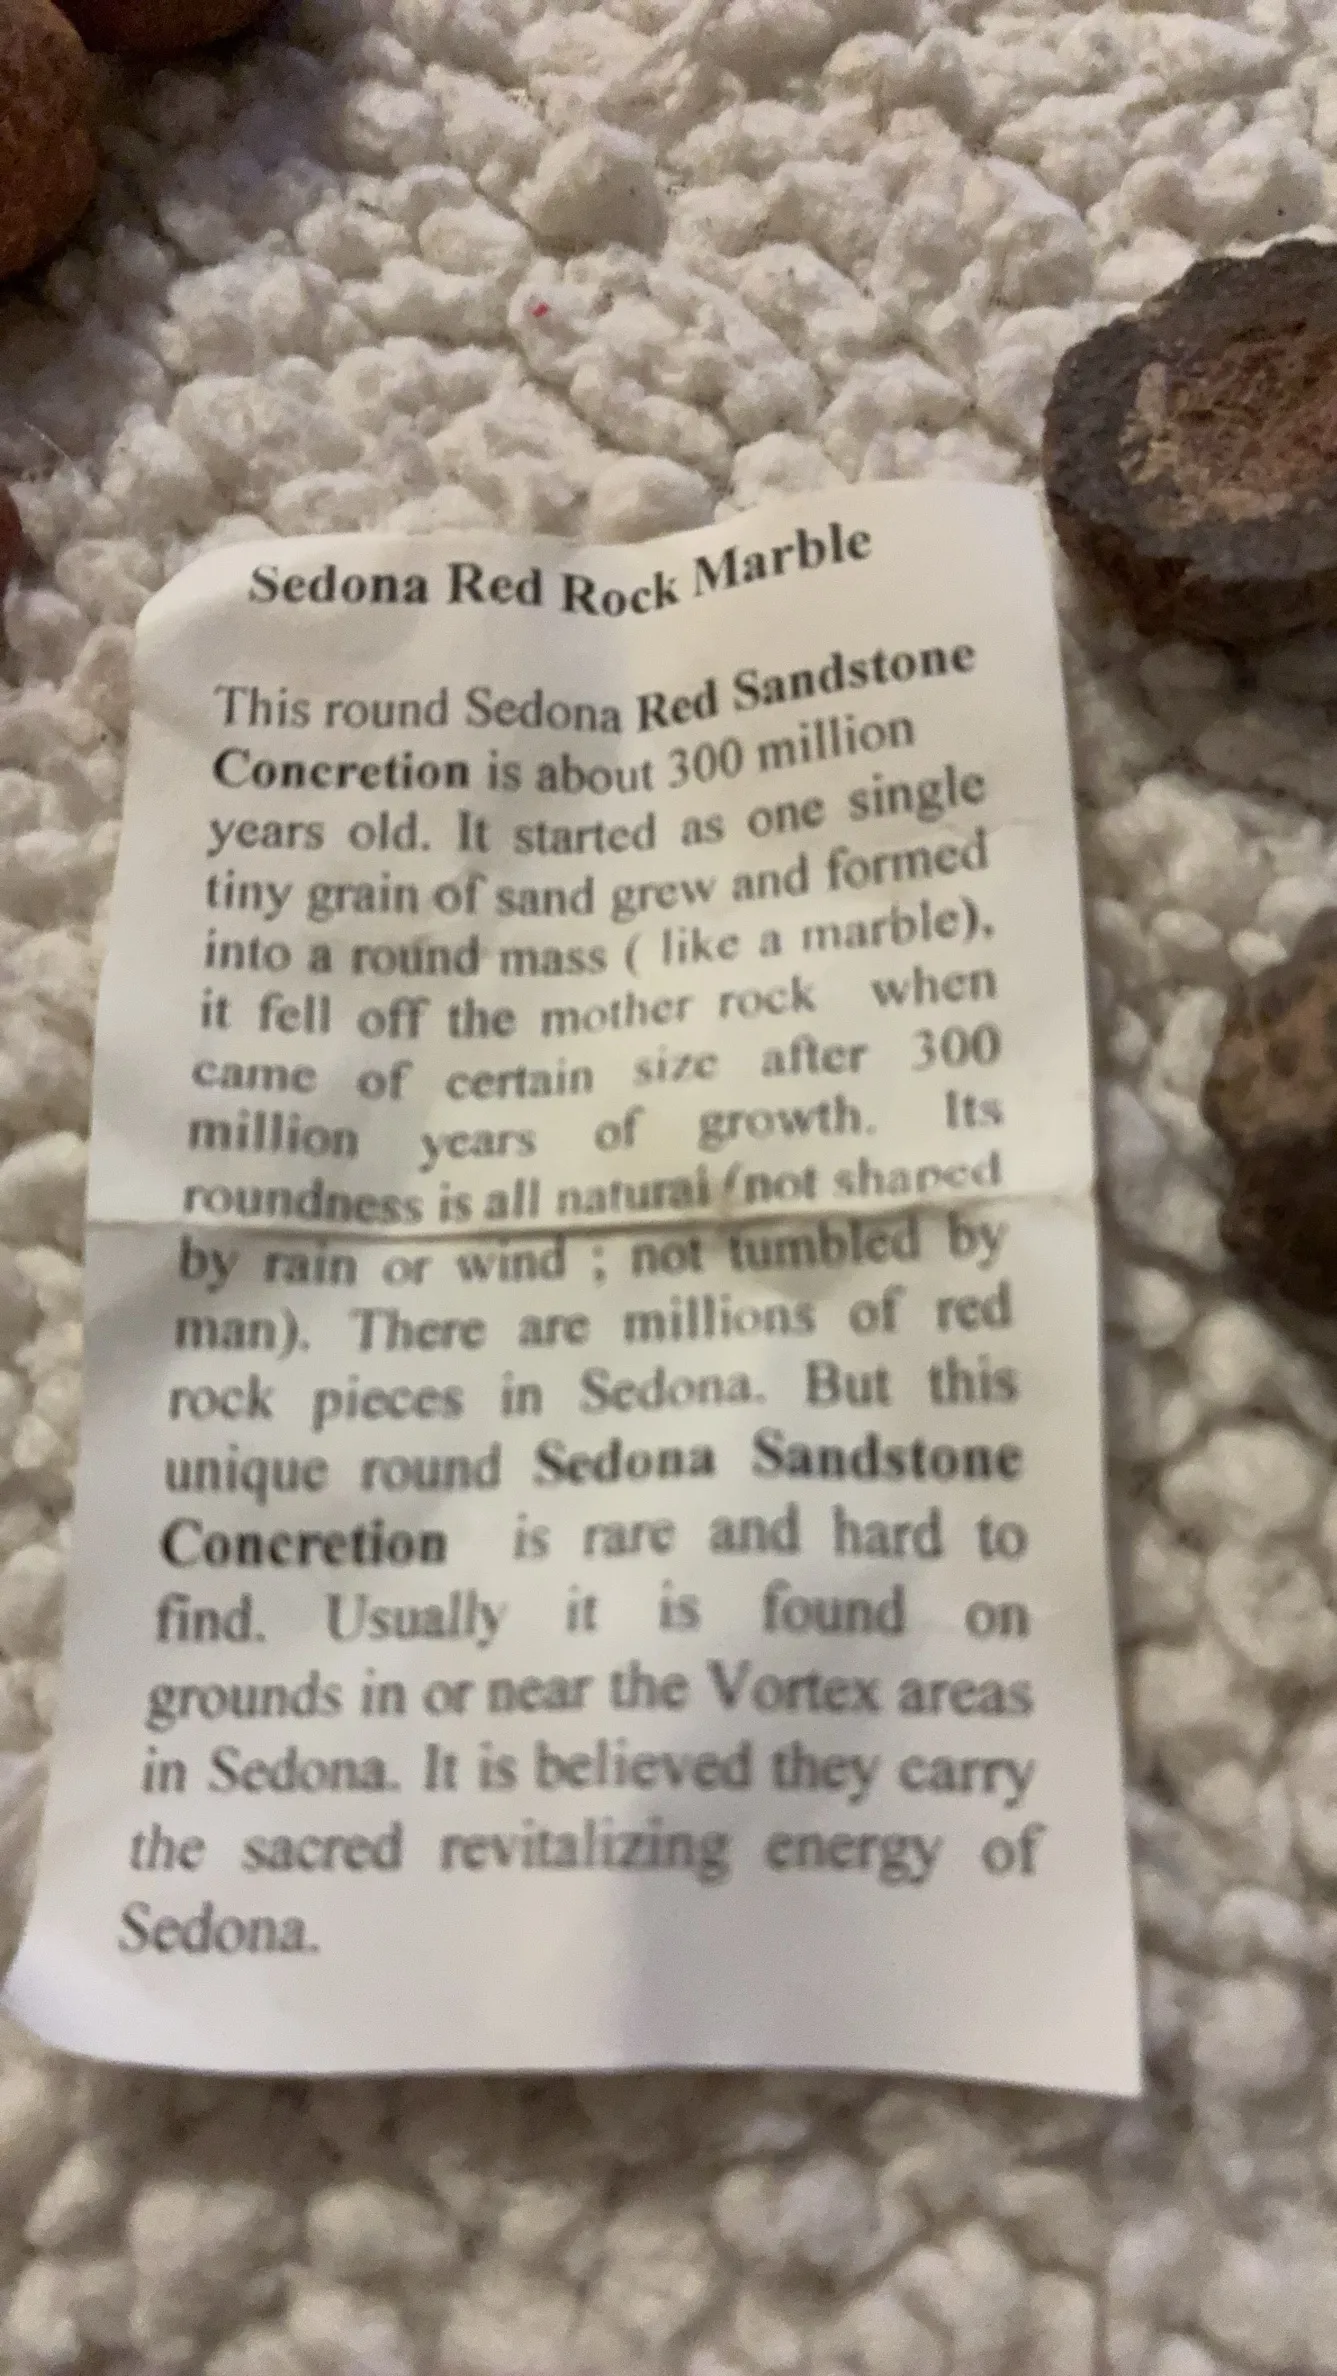 Sedona Red Rock Marble
This round Sedona Red Sandstone
Concretion is about 300 million
years old. It started as one single
tiny grain of sand grew and formed
into a round mass ( like a marble),
it fell off the mother rock when
came of certain size after 300
million years of growth. Its
roundness is all natural (not shaped
by rain or wind ; not tumbled by
man). There are millions of red
rock pieces in Sedona. But this
unique round Sedona Sandstone
Concretion is rare and hard to
find. Usually it is found on
grounds in or near the Vortex areas
in Sedona. It is believed they carry
the sacred revitalizing energy of
Sedona.